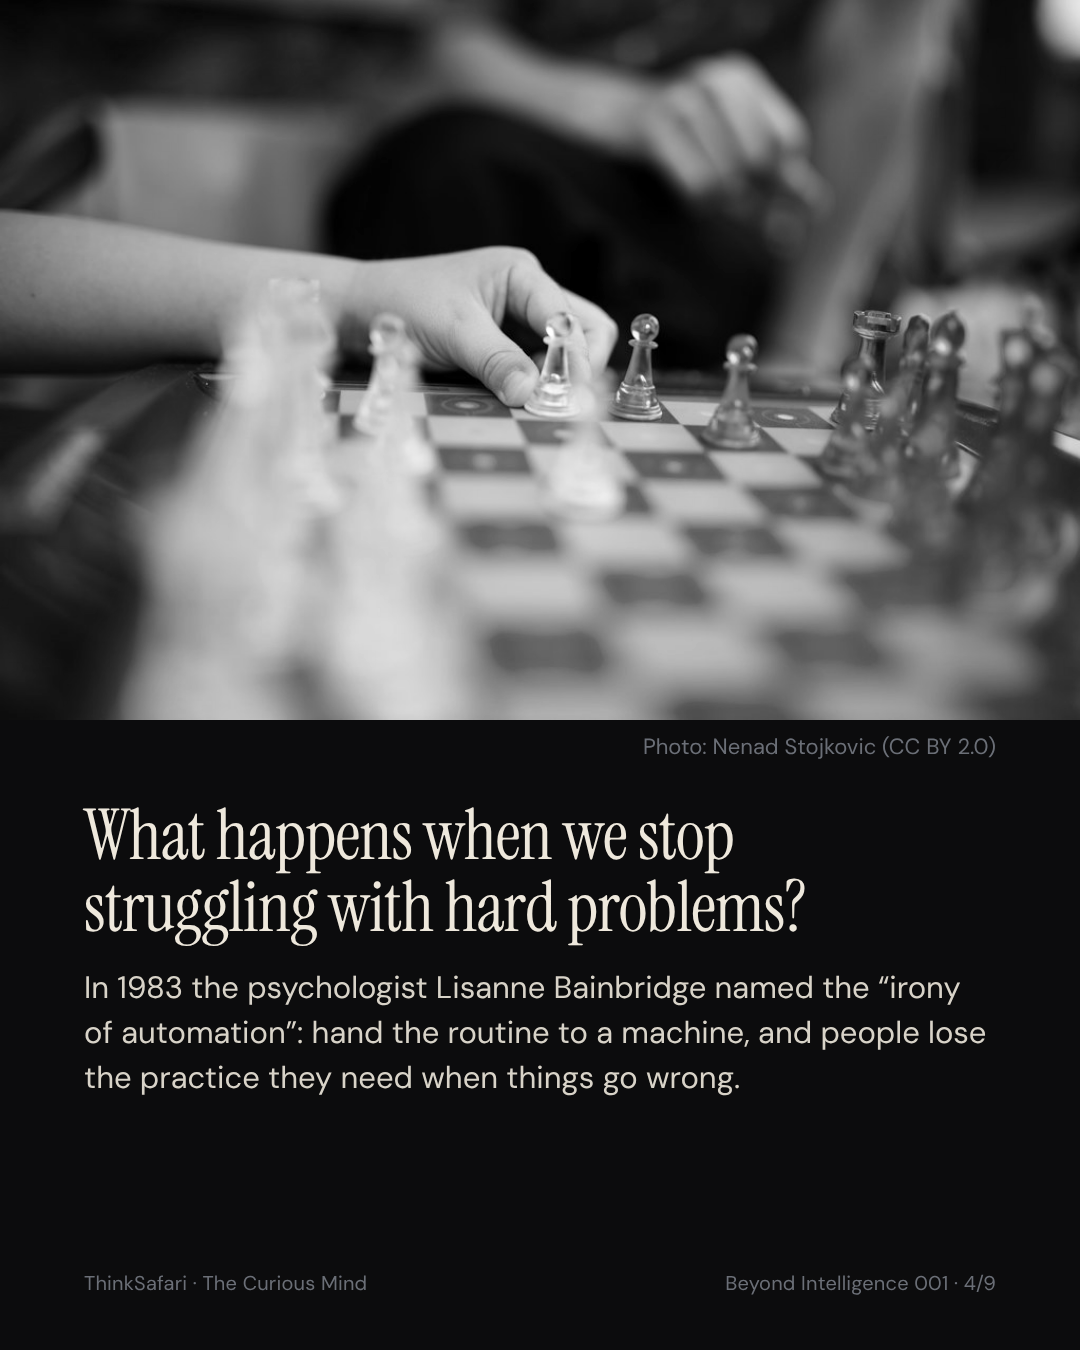 Photo: Nenad Stojkovic (CC BY 2.0)
What happens when we stop
struggling with hard problems?
In 1983 the psychologist Lisanne Bainbridge named the “irony
of automation”: hand the routine to a machine, and people lose
the practice they need when things go wrong.
ThinkSafari · The Curious Mind
Beyond Intelligence 001 · 4/9